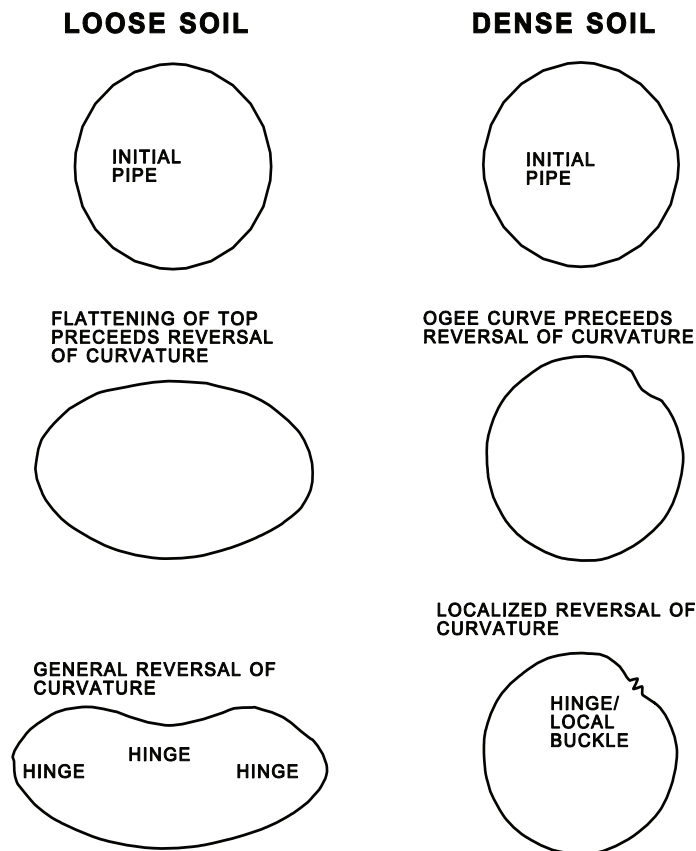 LOOSE SOIL
INITIAL
PIPE
FLATTENING OF TOP
PRECEEDS REVERSAL
OF CURVATURE
GENERAL REVERSAL OF
CURVATURE
HINGE
HINGE
HINGE
DENSE SOIL
INITIAL
PIPE
OGEE CURVE PRECEEDS
REVERSAL OF CURVATURE
LOCALIZED REVERSAL OF
CURVATURE
HINGE/
LOCAL
BUCKLE